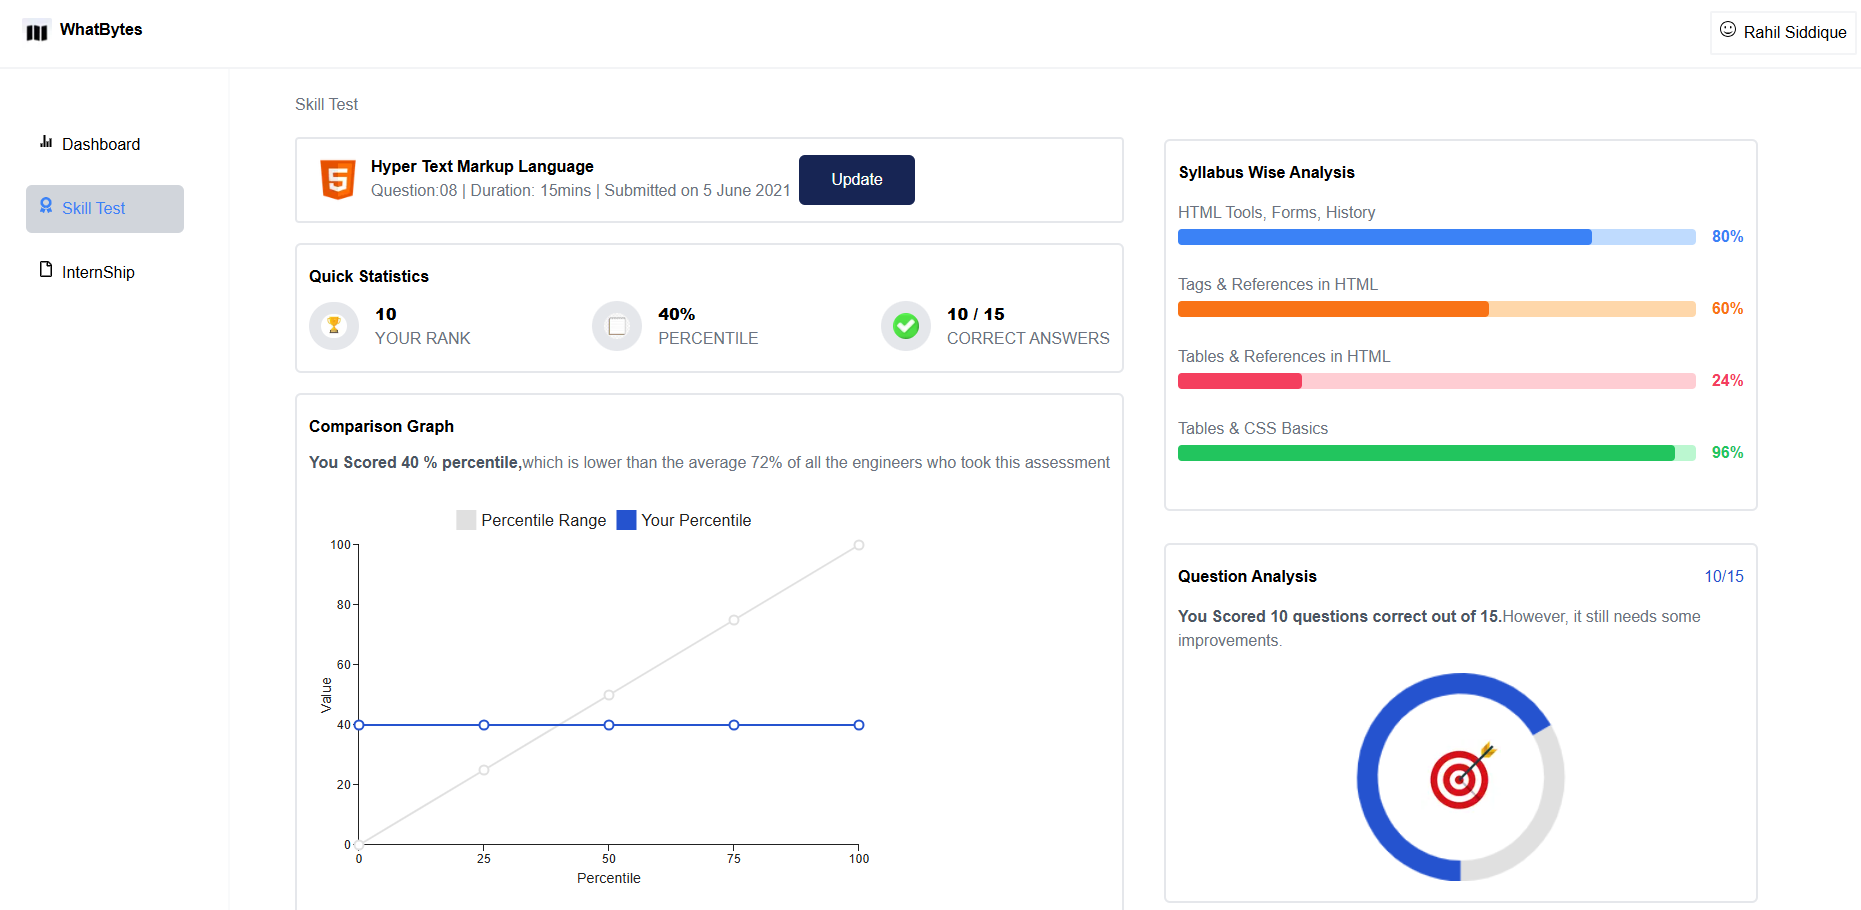 WhatBytes
Rahil Siddique
Dashboard
Skill Test
InternShip
Skill Test
Hyper Text Markup Language
Question:08 | Duration: 15mins | Submitted on 5 June 2021
Update
Quick Statistics
10
YOUR RANK
40%
PERCENTILE
10 / 15
CORRECT ANSWERS
Comparison Graph
You Scored 40 % percentile,which is lower than the average 72% of all the engineers who took this assessment
Percentile Range
Your Percentile
100
80
60
40
20
0
Value
0
25
50
75
100
Percentile
Syllabus Wise Analysis
HTML Tools, Forms, History
80%
Tags & References in HTML
60%
Tables & References in HTML
24%
Tables & CSS Basics
96%
Question Analysis
10/15
You Scored 10 questions correct out of 15.However, it still needs some
improvements.